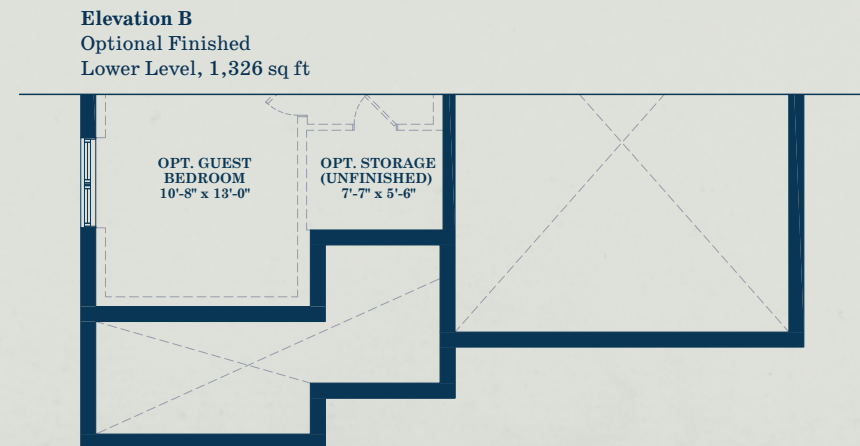 Elevation B
Optional Finished
Lower Level, 1,326 sq ft
OPT. GUEST
BEDROOM
10'-8" x 13'-0"
OPT. STORAGE
(UNFINISHED)
7'-7" x 5'-6"